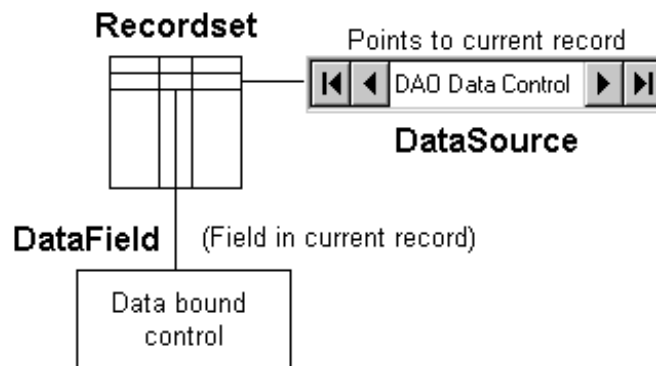 Recordset
Points to current record
DAO Data Control
DataSource
DataField (Field in current record)
Data bound
control